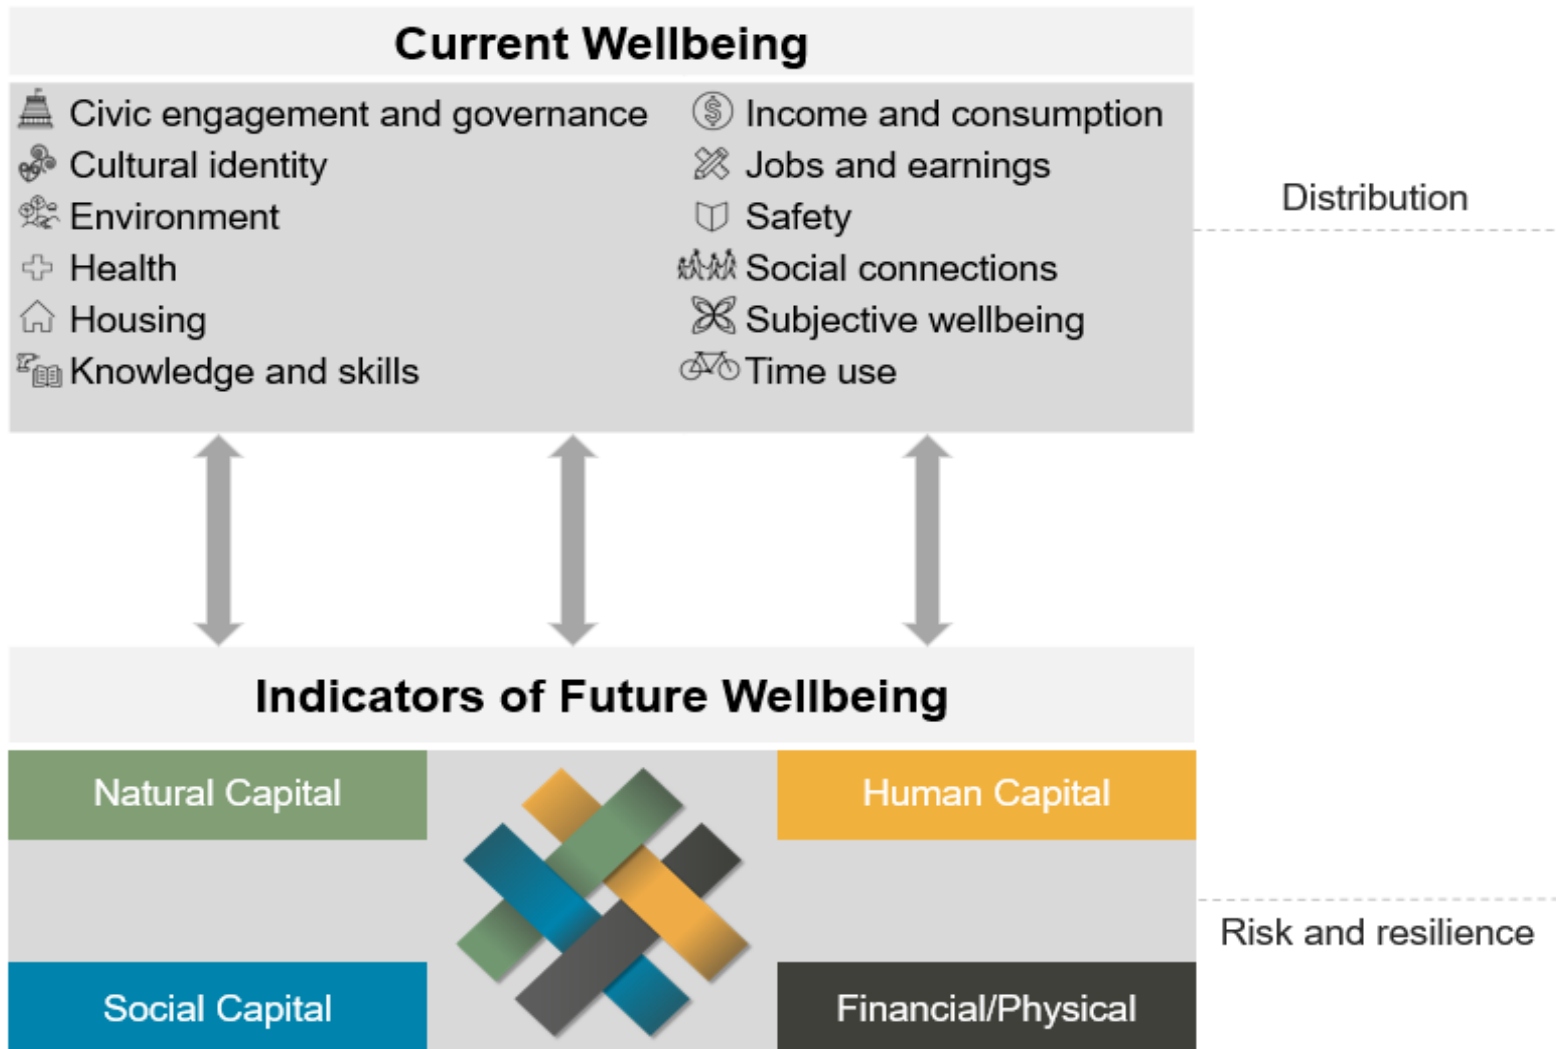 Current Wellbeing
Civic engagement and governance
Cultural identity
Environment
Health
Housing
Knowledge and skills
Income and consumption
Jobs and earnings
Safety
Social connections
Subjective wellbeing
Time use
Distribution
Indicators of Future Wellbeing
Natural Capital
Human Capital
Social Capital
Financial/Physical
Risk and resilience